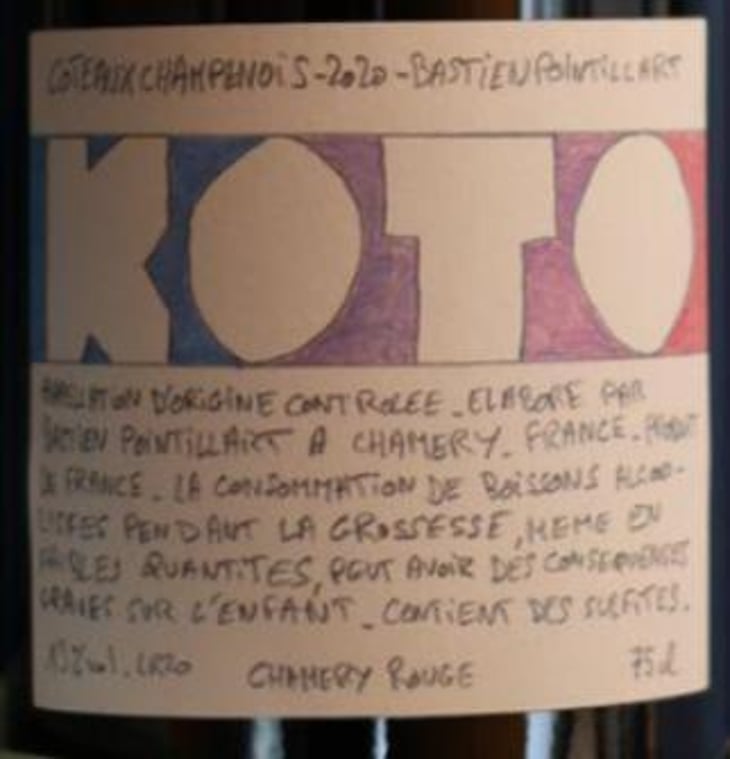 COTEAUX CHAMPENOIS-2020-BASTIEN POINTILLART
KOTO
APPELLATION D'ORIGINE CONTROLEE_ELABORE PAR
BASTIEN POINTILLART A CHAMERY_FRANCE_PRODUIT
DE FRANCE_LA CONSOMMATION DE BOISSONS ALCOO-
LISEES PENDANT LA GROSSESSE, MEME EN
FAIBLES QUANTITES, PEUT AVOIR DES CONSEQUENCES
GRAVES SUR L'ENFANT_CONTIENT DES SULFITES.
CHAMERY ROUGE 75cl